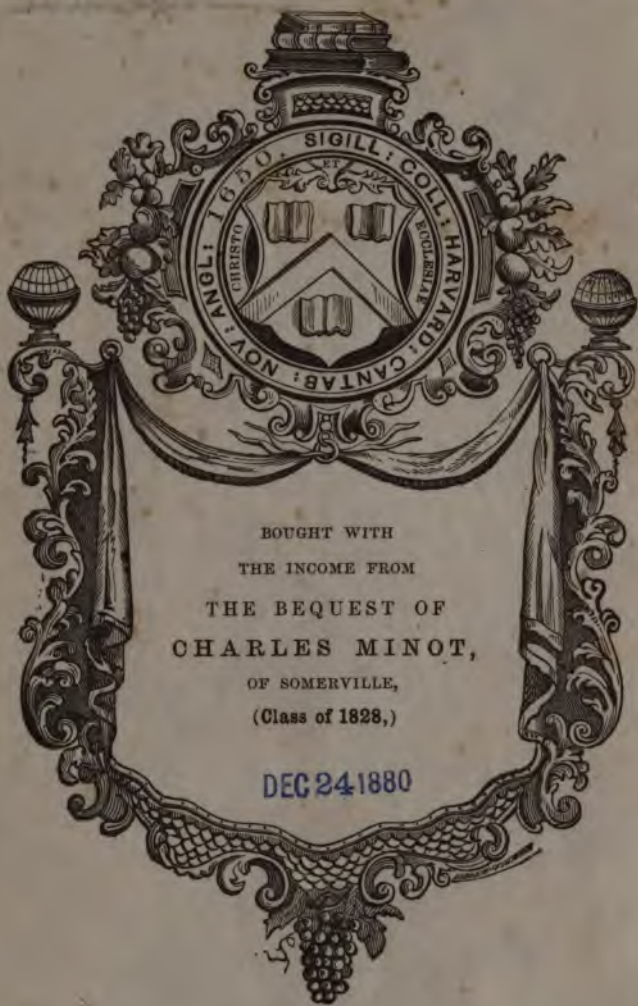 SIGILL: COLL: HARVARD: CANTAB: NOV: ANGL: 1650.
ET
CHRISTO
ECCLESIAE
BOUGHT WITH
THE INCOME FROM
THE BEQUEST OF
CHARLES MINOT,
OF SOMERVILLE,
(Class of 1828,)
DEC 24 1880